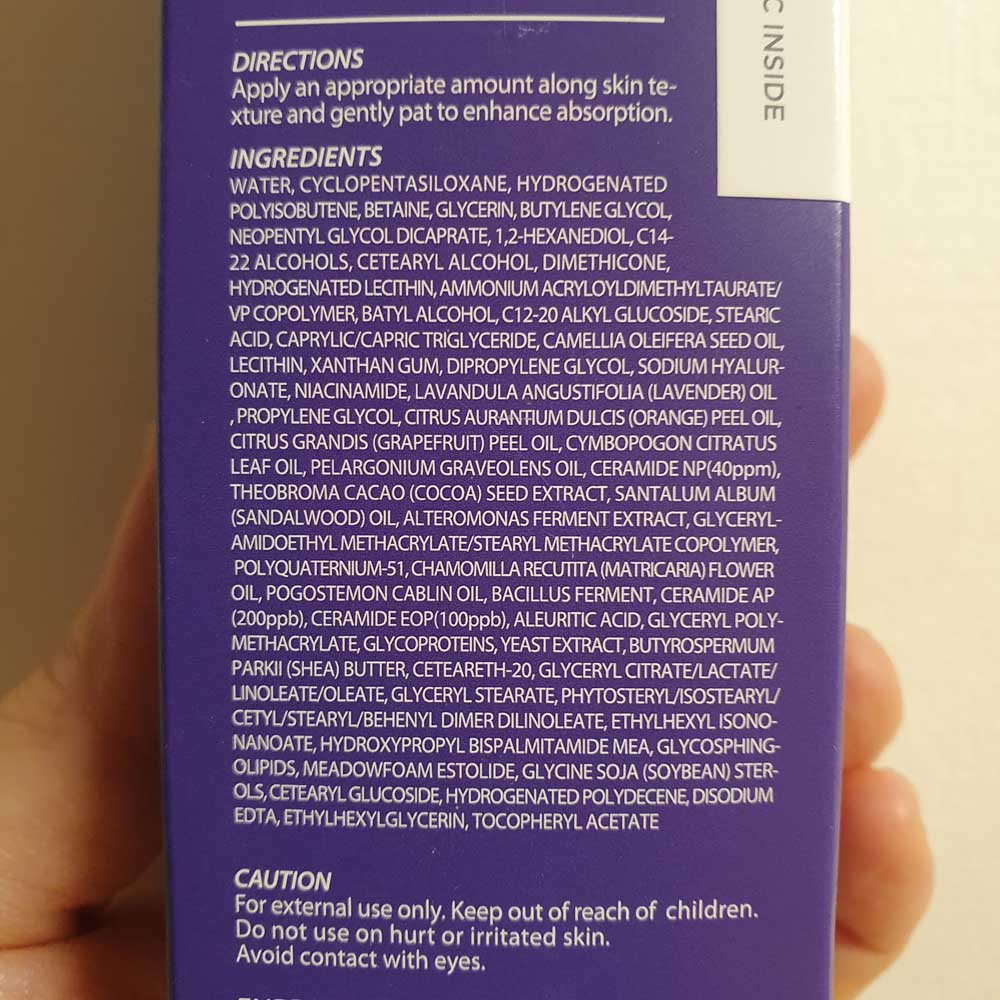 C INSIDE
DIRECTIONS
Apply an appropriate amount along skin te-
xture and gently pat to enhance absorption.
INGREDIENTS
WATER, CYCLOPENTASILOXANE, HYDROGENATED
POLYISOBUTENE, BETAINE, GLYCERIN, BUTYLENE GLYCOL,
NEOPENTYL GLYCOL DICAPRATE, 1,2-HEXANEDIOL, C14-
22 ALCOHOLS, CETEARYL ALCOHOL, DIMETHICONE,
HYDROGENATED LECITHIN, AMMONIUM ACRYLOYLDIMETHYLTAURATE/
VP COPOLYMER, BATYL ALCOHOL, C12-20 ALKYL GLUCOSIDE, STEARIC
ACID, CAPRYLIC/CAPRIC TRIGLYCERIDE, CAMELLIA OLEIFERA SEED OIL,
LECITHIN, XANTHAN GUM, DIPROPYLENE GLYCOL, SODIUM HYALUR-
ONATE, NIACINAMIDE, LAVANDULA ANGUSTIFOLIA (LAVENDER) OIL
, PROPYLENE GLYCOL, CITRUS AURANTIUM DULCIS (ORANGE) PEEL OIL,
CITRUS GRANDIS (GRAPEFRUIT) PEEL OIL, CYMBOPOGON CITRATUS
LEAF OIL, PELARGONIUM GRAVEOLENS OIL, CERAMIDE NP(40ppm),
THEOBROMA CACAO (COCOA) SEED EXTRACT, SANTALUM ALBUM
(SANDALWOOD) OIL, ALTEROMONAS FERMENT EXTRACT, GLYCERYL-
AMIDOETHYL METHACRYLATE/STEARYL METHACRYLATE COPOLYMER,
POLYQUATERNIUM-51, CHAMOMILLA RECUTITA (MATRICARIA) FLOWER
OIL, POGOSTEMON CABLIN OIL, BACILLUS FERMENT, CERAMIDE AP
(200ppb), CERAMIDE EOP(100ppb), ALEURITIC ACID, GLYCERYL POLY-
METHACRYLATE, GLYCOPROTEINS, YEAST EXTRACT, BUTYROSPERMUM
PARKII (SHEA) BUTTER, CETEARETH-20, GLYCERYL CITRATE/LACTATE/
LINOLEATE/OLEATE, GLYCERYL STEARATE, PHYTOSTERYL/ISOSTEARYL/
CETYL/STEARYL/BEHENYL DIMER DILINOLEATE, ETHYLHEXYL ISONO-
NANOATE, HYDROXYPROPYL BISPALMITAMIDE MEA, GLYCOSPHING-
OLIPIDS, MEADOWFOAM ESTOLIDE, GLYCINE SOJA (SOYBEAN) STER-
OLS, CETEARYL GLUCOSIDE, HYDROGENATED POLYDECENE, DISODIUM
EDTA, ETHYLHEXYLGLYCERIN, TOCOPHERYL ACETATE
CAUTION
For external use only. Keep out of reach of children.
Do not use on hurt or irritated skin.
Avoid contact with eyes.